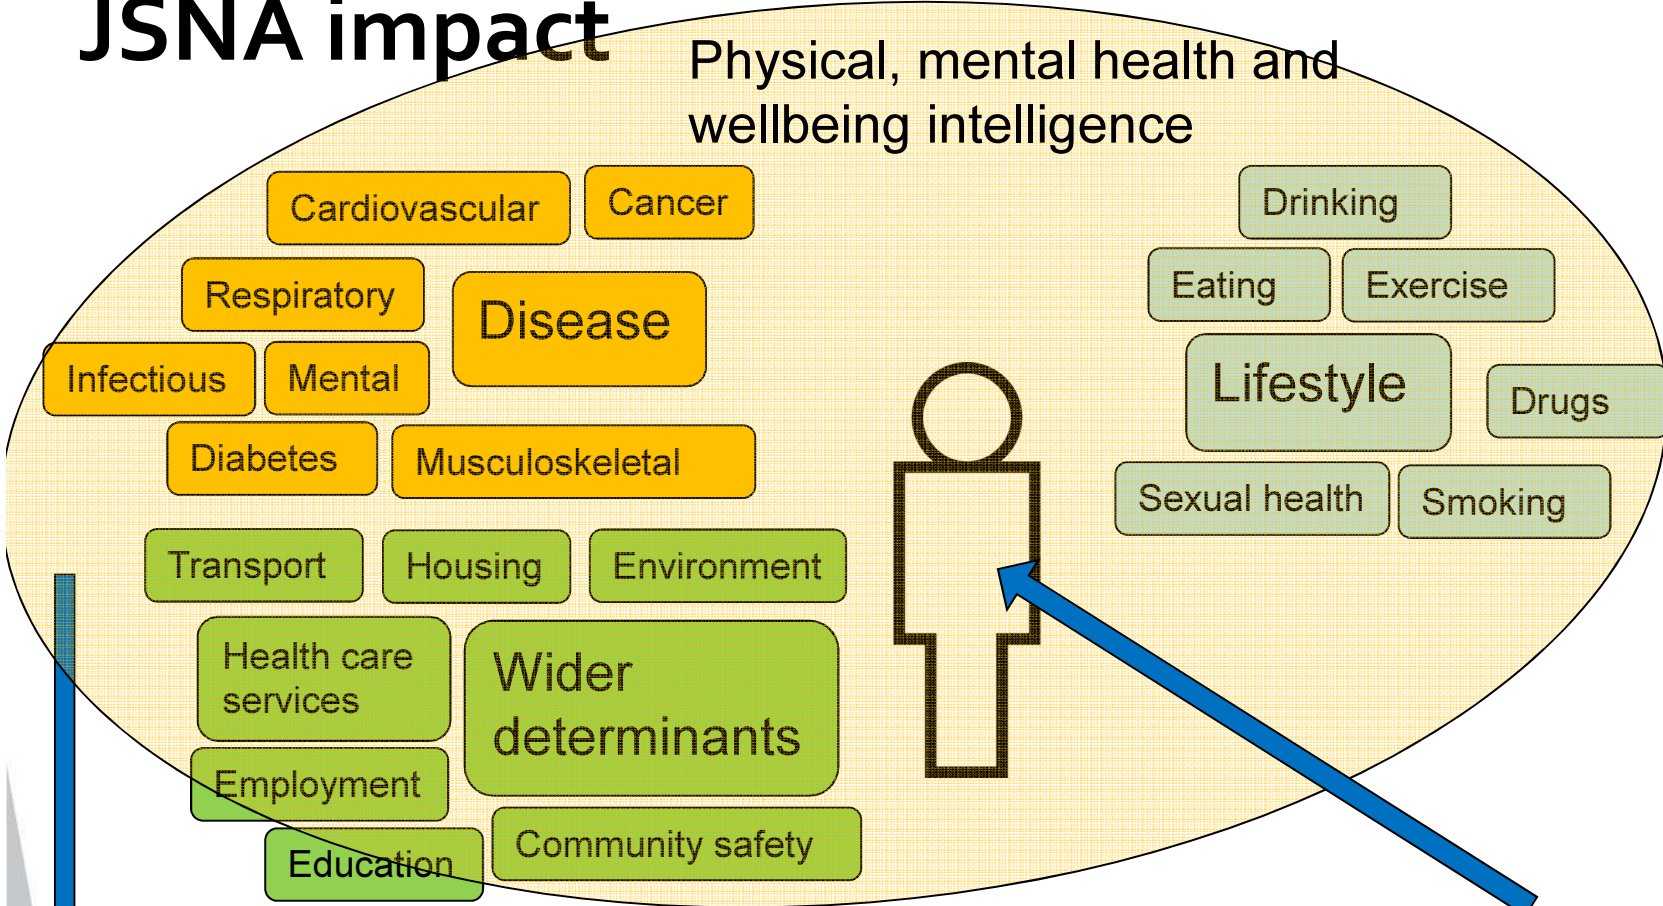 JSNA impact
Physical, mental health and
wellbeing intelligence
Cardiovascular
Cancer
Respiratory
Disease
Infectious
Mental
Diabetes
Musculoskeletal
Drinking
Eating
Exercise
Lifestyle
Drugs
Sexual health
Smoking
Transport
Housing
Environment
Health care
services
Wider
determinants
Employment
Education
Community safety